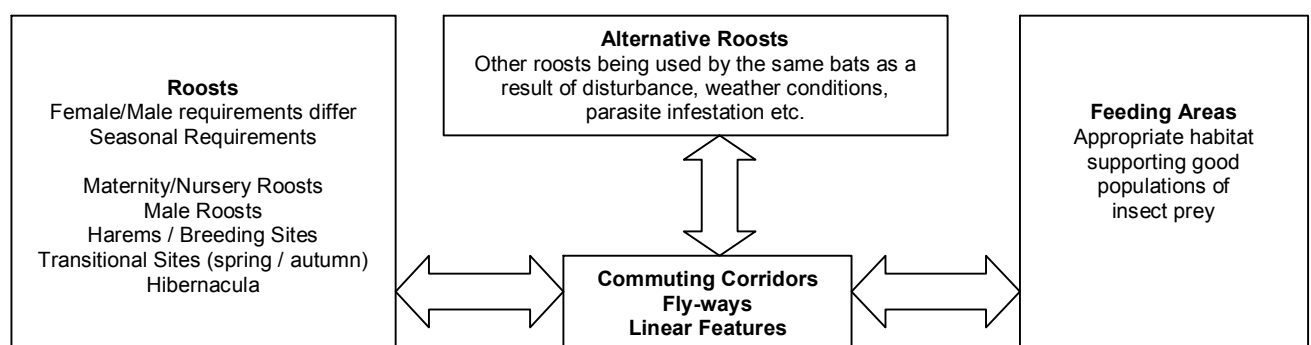 Roosts
Female/Male requirements differ
Seasonal Requirements
Maternity/Nursery Roosts
Male Roosts
Harems / Breeding Sites
Transitional Sites (spring / autumn)
Hibernacula
Alternative Roosts
Other roosts being used by the same bats as a
result of disturbance, weather conditions,
parasite infestation etc.
Commuting Corridors
Fly-ways
Linear Features
Feeding Areas
Appropriate habitat
supporting good
populations of
insect prey